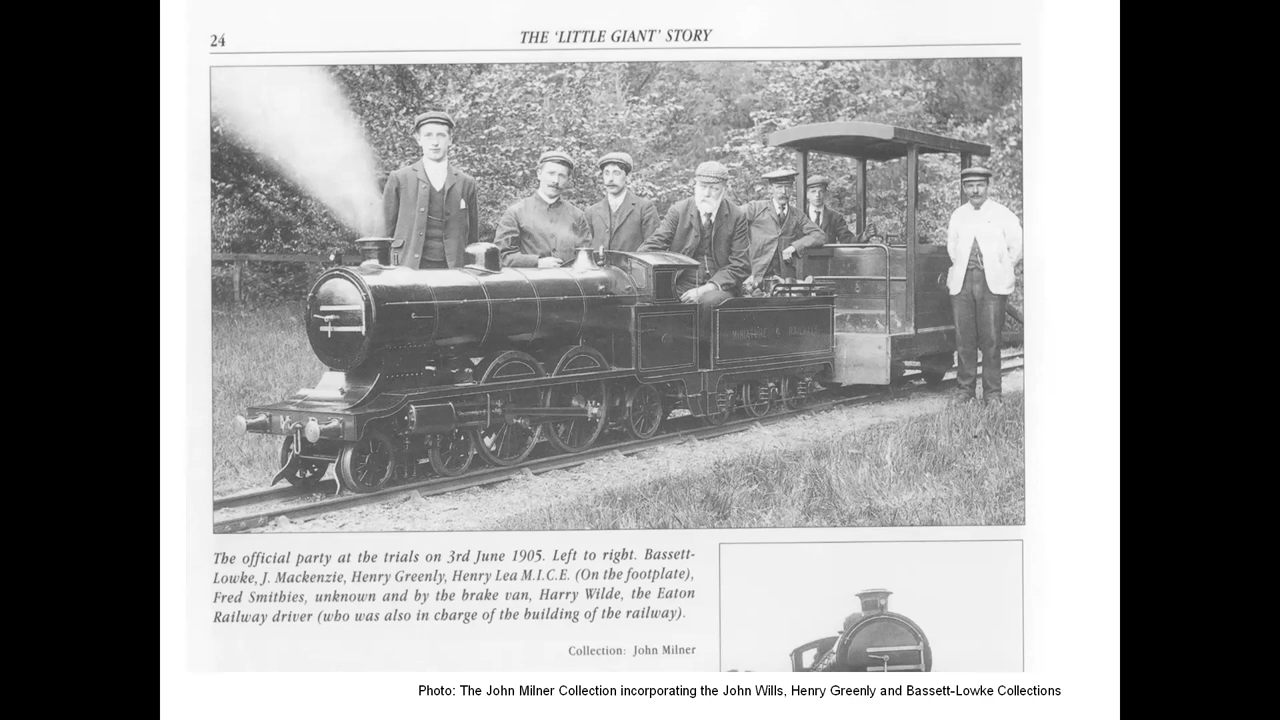 24
THE 'LITTLE GIANT' STORY
MINIATURE RAILWAYS
The official party at the trials on 3rd June 1905. Left to right. Bassett-
Lowke, J. Mackenzie, Henry Greenly, Henry Lea M.I.C.E. (On the footplate),
Fred Smithies, unknown and by the brake van, Harry Wilde, the Eaton
Railway driver (who was also in charge of the building of the railway).
Collection: John Milner
Photo: The John Milner Collection incorporating the John Wills, Henry Greenly and Bassett-Lowke Collections